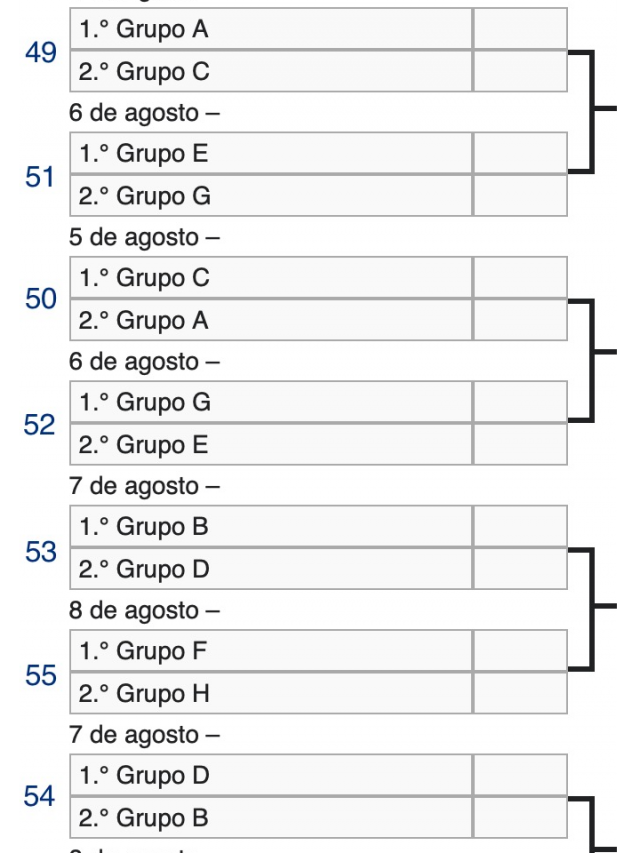 49
1.° Grupo A
2.° Grupo C
6 de agosto –
51
1.° Grupo E
2.° Grupo G
5 de agosto –
50
1.° Grupo C
2.° Grupo A
6 de agosto –
52
1.° Grupo G
2.° Grupo E
7 de agosto –
53
1.° Grupo B
2.° Grupo D
8 de agosto –
55
1.° Grupo F
2.° Grupo H
7 de agosto –
54
1.° Grupo D
2.° Grupo B